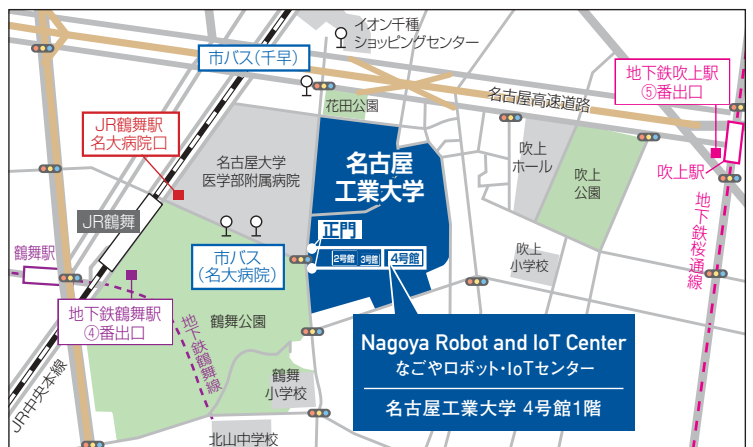 イオン千種
ショッピングセンター
市バス(千早)
地下鉄吹上駅
⑤番出口
名古屋高速道路
花田公園
JR鶴舞駅
名大病院口
名古屋大学
医学部附属病院
名古屋
工業大学
吹上
ホール
吹上
公園
吹上駅
JR鶴舞
正門
鶴舞駅
市バス
(名大病院)
2号館
3号館
4号館
吹上
小学校
地下鉄桜通線
地下鉄鶴舞駅
④番出口
鶴舞公園
地下鉄鶴舞線
Nagoya Robot and IoT Center
なごやロボット・IoTセンター
名古屋工業大学 4号館1階
鶴舞
小学校
JR中央本線
北山中学校